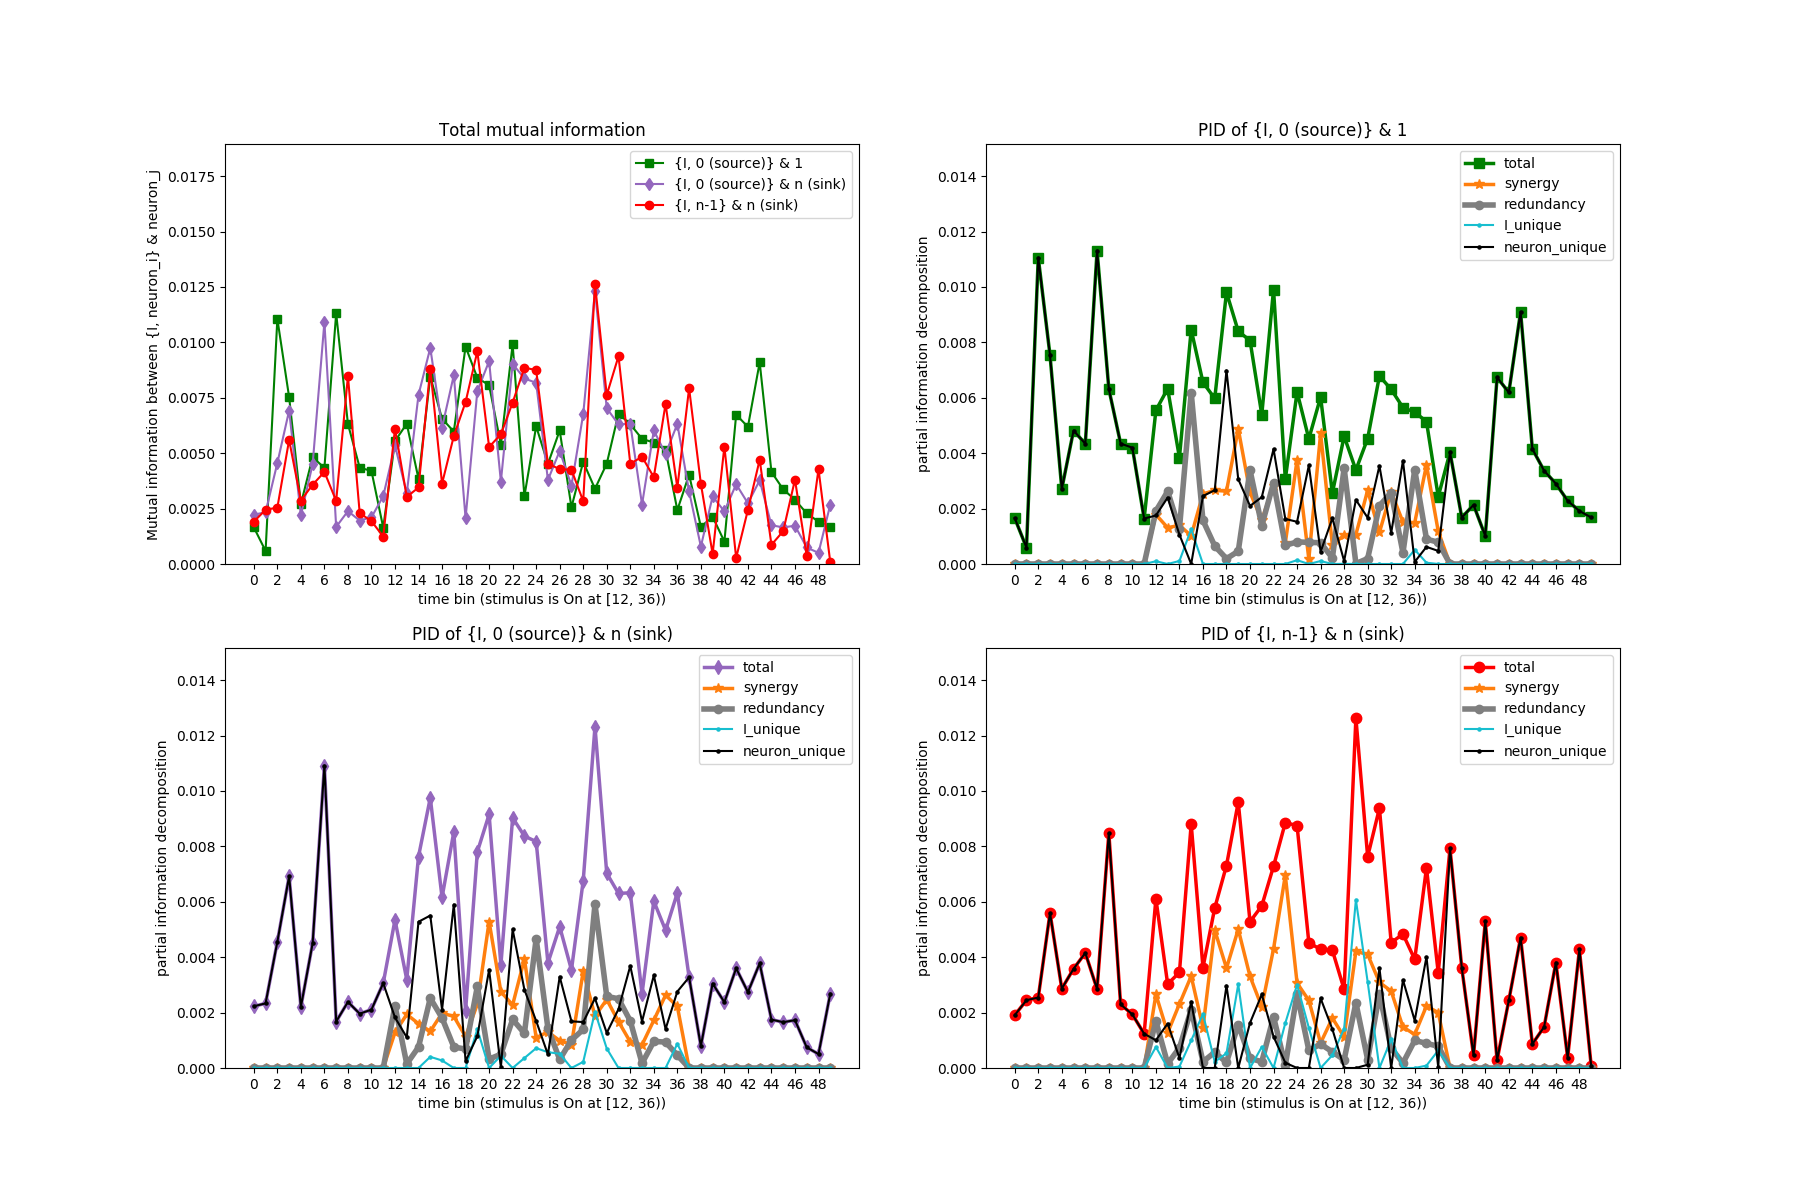 Total mutual information
Mutual information between {I, neuron_i} & neuron_j
0.0175
0.0150
0.0125
0.0100
0.0075
0.0050
0.0025
0.0000
{I, 0 (source)} & 1
{I, 0 (source)} & n (sink)
{I, n-1} & n (sink)
0 2 4 6 8 10 12 14 16 18 20 22 24 26 28 30 32 34 36 38 40 42 44 46 48
time bin (stimulus is On at [12, 36))
PID of {I, 0 (source)} & 1
partial information decomposition
0.014
0.012
0.010
0.008
0.006
0.004
0.002
0.000
total
synergy
redundancy
I_unique
neuron_unique
0 2 4 6 8 10 12 14 16 18 20 22 24 26 28 30 32 34 36 38 40 42 44 46 48
time bin (stimulus is On at [12, 36))
PID of {I, 0 (source)} & n (sink)
partial information decomposition
0.014
0.012
0.010
0.008
0.006
0.004
0.002
0.000
total
synergy
redundancy
I_unique
neuron_unique
0 2 4 6 8 10 12 14 16 18 20 22 24 26 28 30 32 34 36 38 40 42 44 46 48
time bin (stimulus is On at [12, 36))
PID of {I, n-1} & n (sink)
partial information decomposition
0.014
0.012
0.010
0.008
0.006
0.004
0.002
0.000
total
synergy
redundancy
I_unique
neuron_unique
0 2 4 6 8 10 12 14 16 18 20 22 24 26 28 30 32 34 36 38 40 42 44 46 48
time bin (stimulus is On at [12, 36))